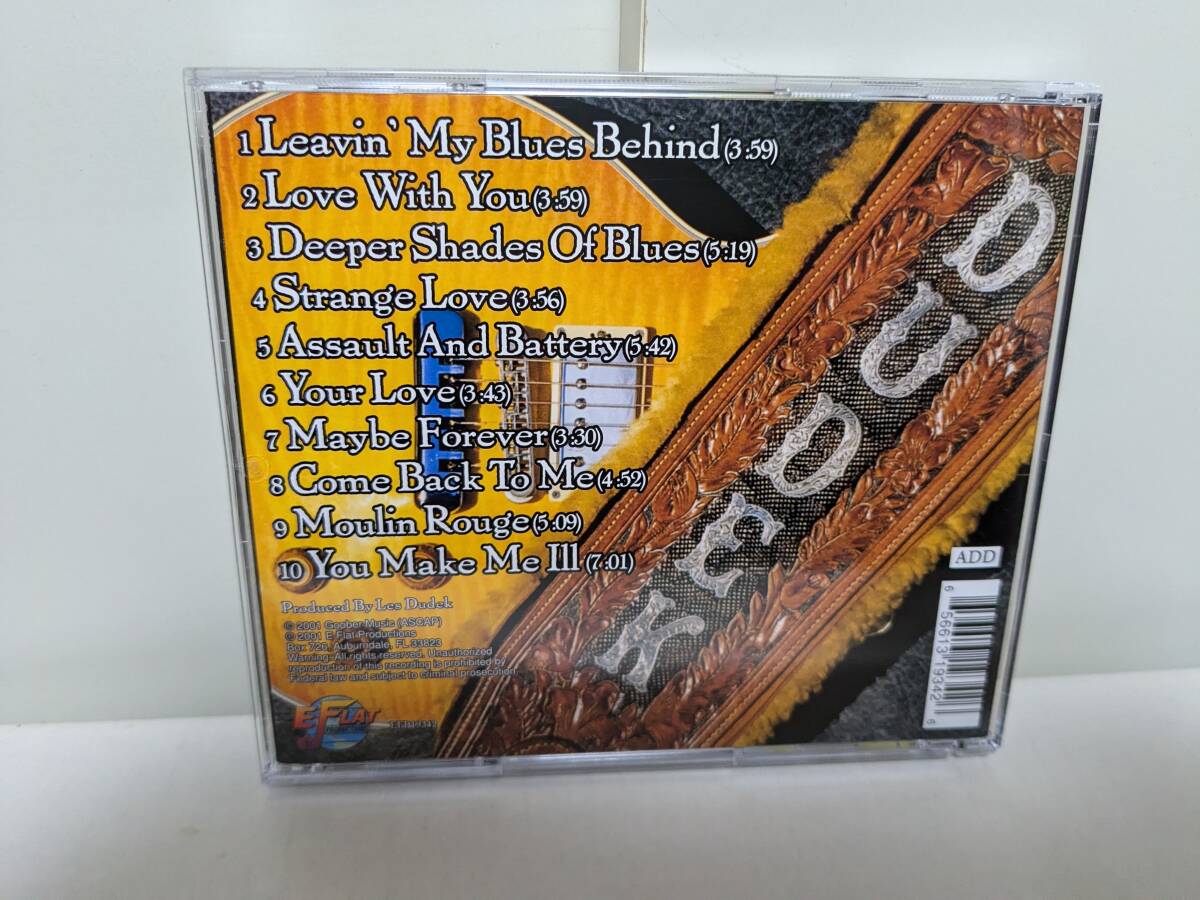 1 Leavin' My Blues Behind (3:59)
2 Love With You (3:59)
3 Deeper Shades Of Blues (5:19)
4 Strange Love (3:56)
5 Assault And Battery (5:42)
6 Your Love (3:43)
7 Maybe Forever (3:30)
8 Come Back To Me (4:52)
9 Moulin Rouge (5:09)
10 You Make Me Ill (7:01)
Produced By Les Dudek
© 2001 Goober Music (ASCAP)
© 2001 E Flat Productions
Box 726, Auburndale, FL 33823
Warning-All rights reserved. Unauthorized
reproduction of this recording is prohibited by
Federal law and subject to criminal prosecution.
E FLAT
DUDEK
ADD
6 56613 19342 6